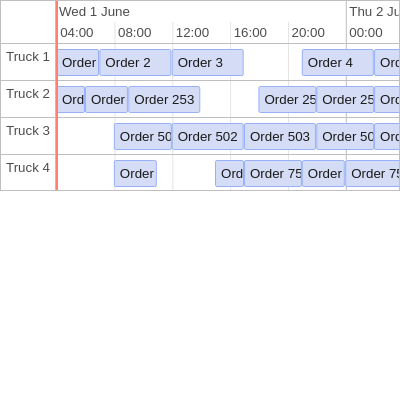 Wed 1 June Thu 2 Ju
04:00 08:00 12:00 16:00 20:00 00:00
Truck 1 Order Order 2 Order 3 Order 4 Ord
Truck 2 Ord Order Order 253 Order 25 Order 25 Ord
Truck 3 Order 50 Order 502 Order 503 Order 50 Ord
Truck 4 Order Ord Order 75 Order Order 75